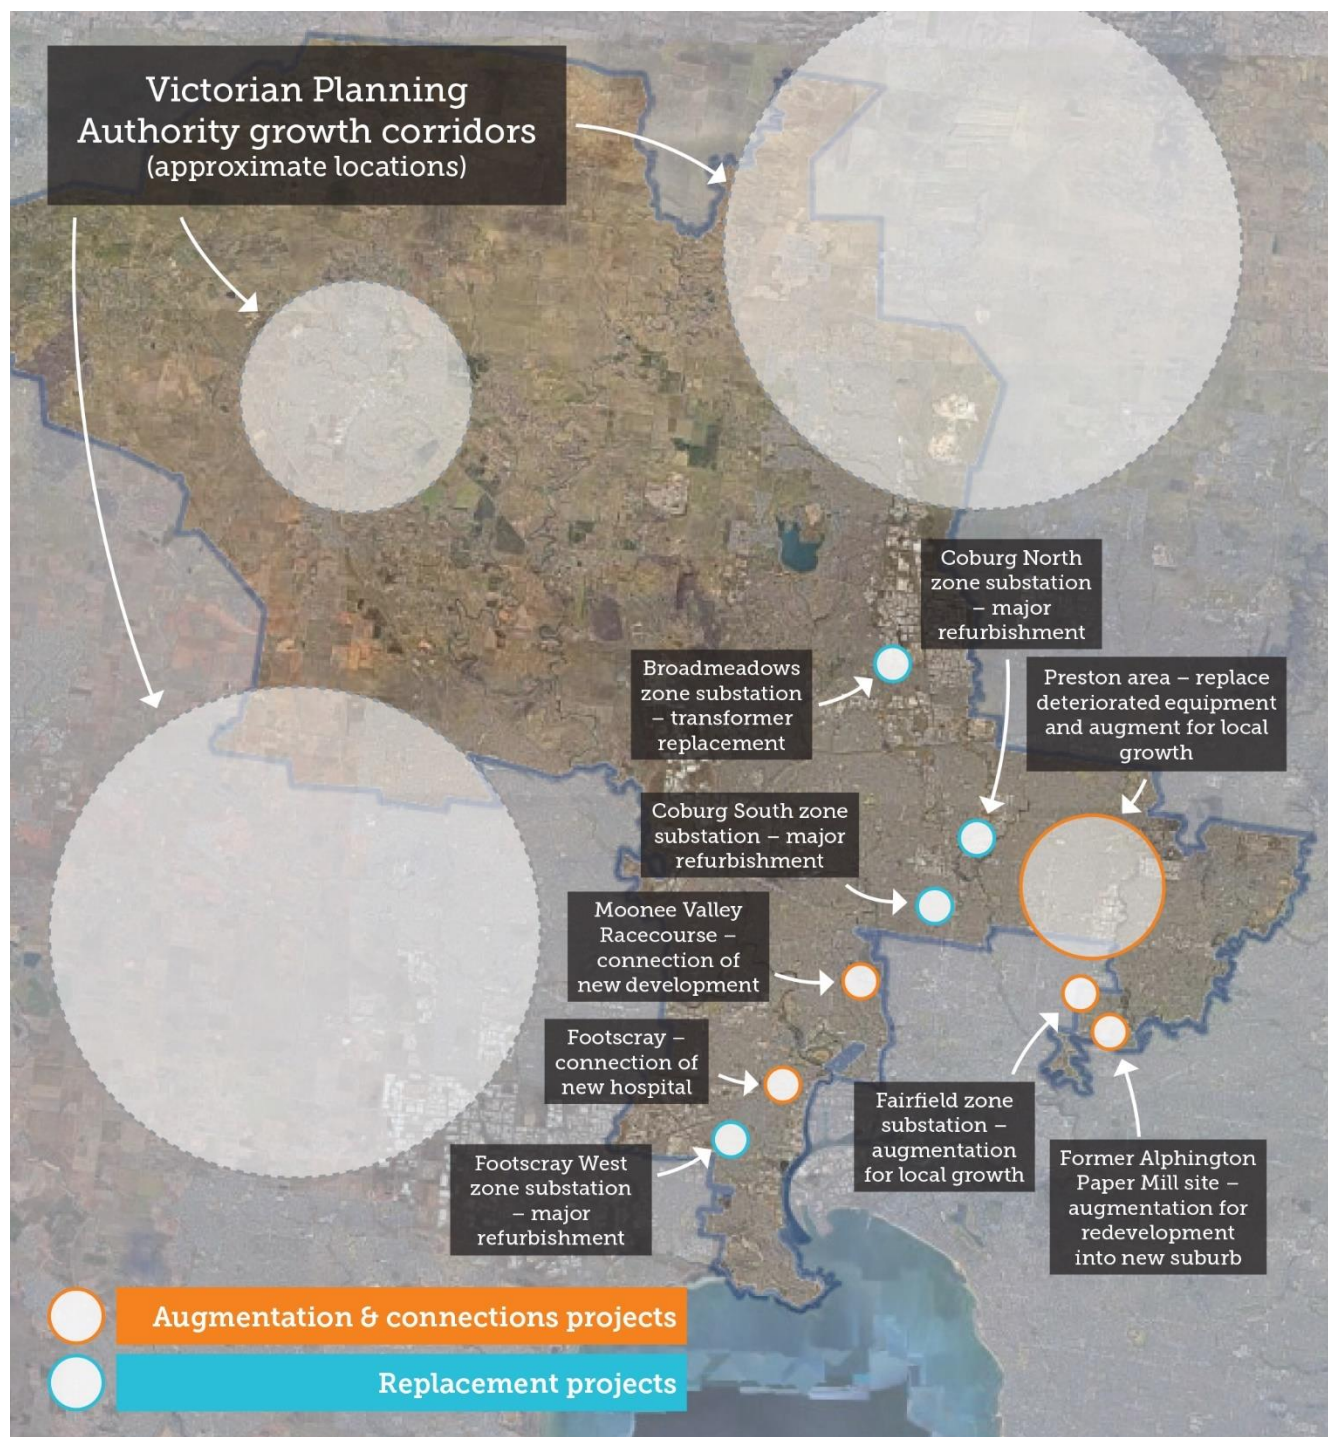 Victorian Planning
Authority growth corridors
(approximate locations)
Coburg North
zone substation
– major
refurbishment
Broadmeadows
zone substation
– transformer
replacement
Preston area – replace
deteriorated equipment
and augment for local
growth
Coburg South zone
substation – major
refurbishment
Moonee Valley
Racecourse –
connection of
new development
Footscray –
connection of
new hospital
Fairfield zone
substation –
augmentation
for local growth
Former Alphington
Paper Mill site –
augmentation for
redevelopment
into new suburb
Footscray West
zone substation
– major
refurbishment
Augmentation & connections projects
Replacement projects